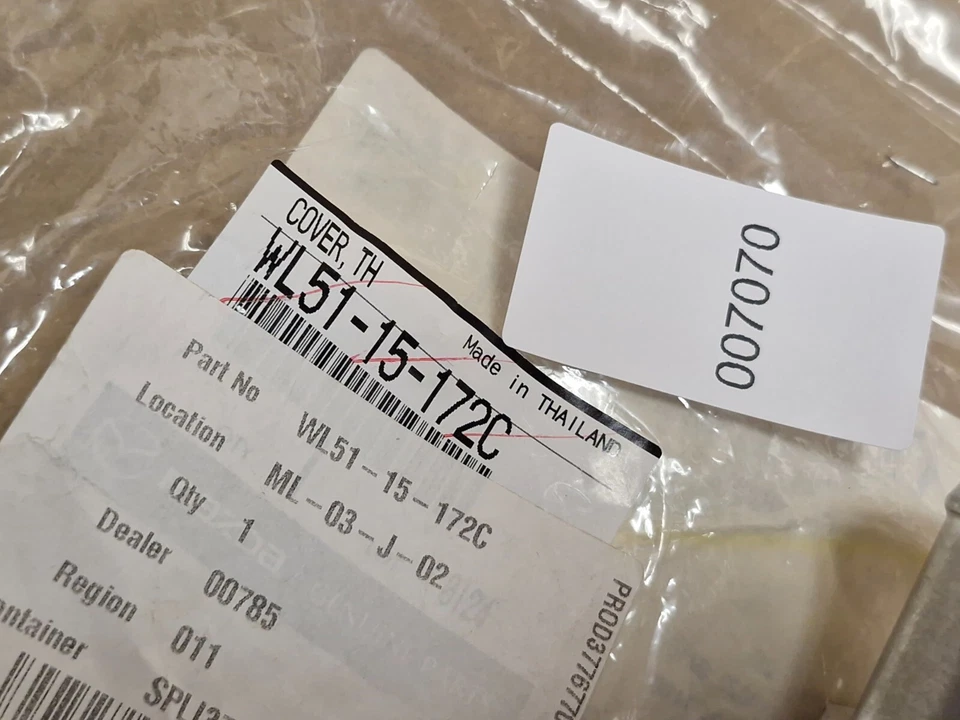 COVER, TH
WL51-15-172C
Made in THAILAND
007070
Part No WL51-15-172C
Location ML-03-J-02
Qty 1
Dealer 00785
Region 011